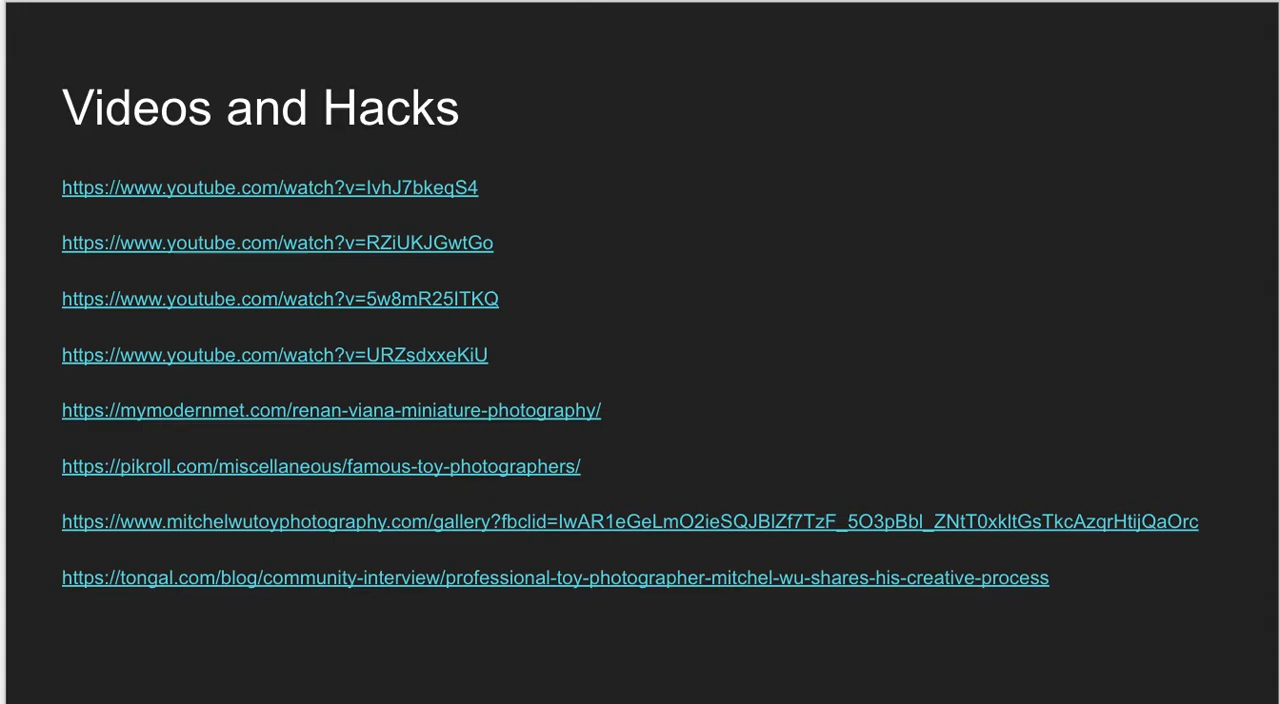 Videos and Hacks
https://www.youtube.com/watch?v=IvhJ7bkeqS4
https://www.youtube.com/watch?v=RZiUKJGwtGo
https://www.youtube.com/watch?v=5w8mR25ITKQ
https://www.youtube.com/watch?v=URZsdxxeKiU
https://mymodernmet.com/renan-viana-miniature-photography/
https://pikroll.com/miscellaneous/famous-toy-photographers/
https://www.mitchelwutoyphotography.com/gallery?fbclid=IwAR1eGeLmO2ieSQJBlZf7TzF_5O3pBbl_ZNtT0xkltGsTkcAzqrHtijQaOrc
https://tongal.com/blog/community-interview/professional-toy-photographer-mitchel-wu-shares-his-creative-process